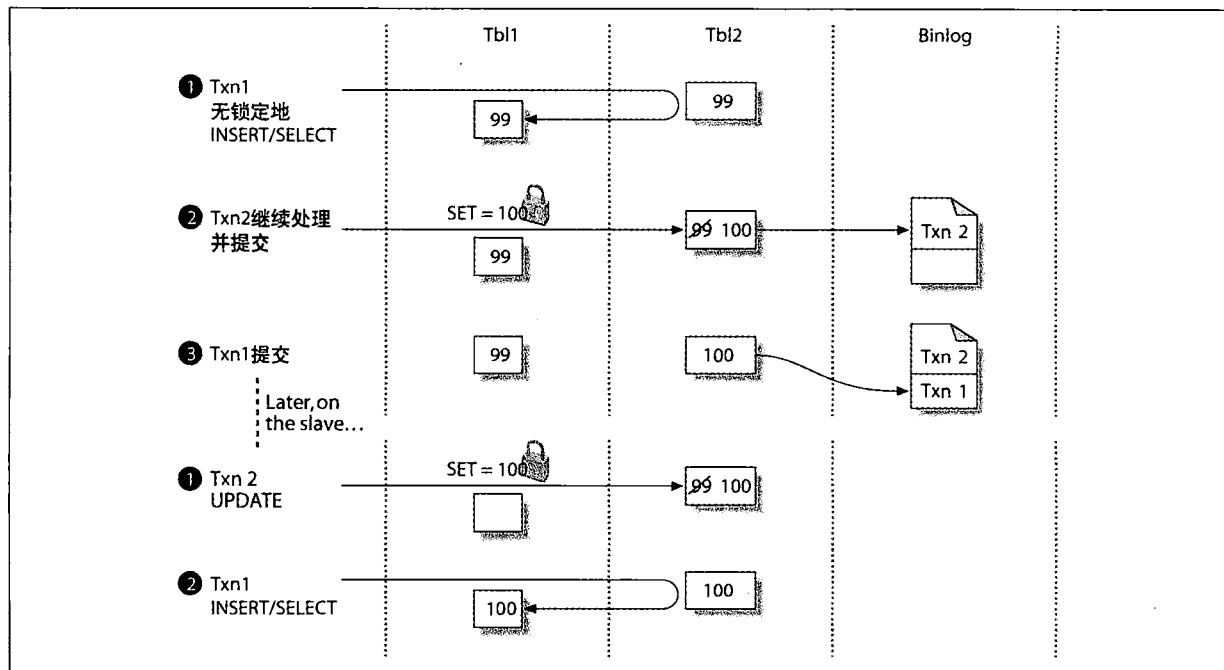 Tbl1 Tbl2 Binlog
❶ Txn1
无锁定地
INSERT/SELECT
99
99
❷ Txn2继续处理
并提交
SET = 100
99
99 100
Txn 2
❸ Txn1提交
99
100
Txn 2
Txn 1
Later, on
the slave...
❶ Txn 2
UPDATE
SET = 100
99 100
❷ Txn1
INSERT/SELECT
100
100